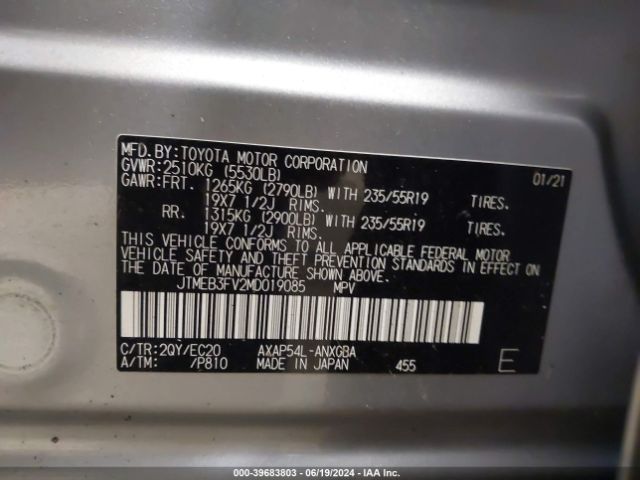 MFD.BY:TOYOTA MOTOR CORPORATION
GVWR:2510KG (5530LB) 01/21
GAWR:FRT. 1265KG (2790LB) WITH 235/55R19 TIRES.
19X7 1/2J RIMS.
RR. 1315KG (2900LB) WITH 235/55R19 TIRES.
19X7 1/2J RIMS.
THIS VEHICLE CONFORMS TO ALL APPLICABLE FEDERAL MOTOR
VEHICLE SAFETY AND THEFT PREVENTION STANDARDS IN EFFECT ON
THE DATE OF MANUFACTURE SHOWN ABOVE.
JTMEB3FV2MD019085 MPV
C/TR:2QY/EC20 AXAP54L-ANXGBA
A/TM: /P810 MADE IN JAPAN 455 E
000-39683803 - 06/19/2024 - IAA Inc.